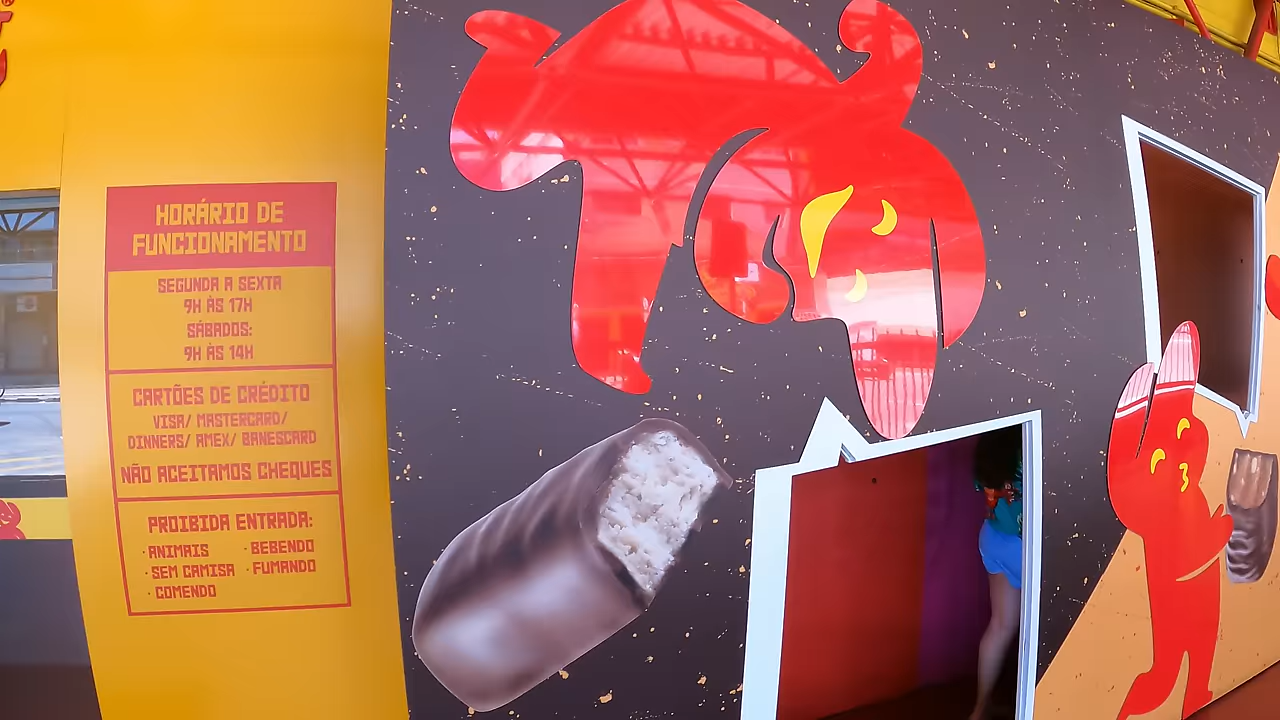 HORÁRIO DE
FUNCIONAMENTO
SEGUNDA A SEXTA
9H ÀS 17H
SÁBADOS:
9H ÀS 14H
CARTÕES DE CRÉDITO
VISA/ MASTERCARD/
DINNERS/ AMEX/ BANESCARD
NÃO ACEITAMOS CHEQUES
PROIBIDA ENTRADA:
· ANIMAIS · BEBENDO
· SEM CAMISA · FUMANDO
· COMENDO